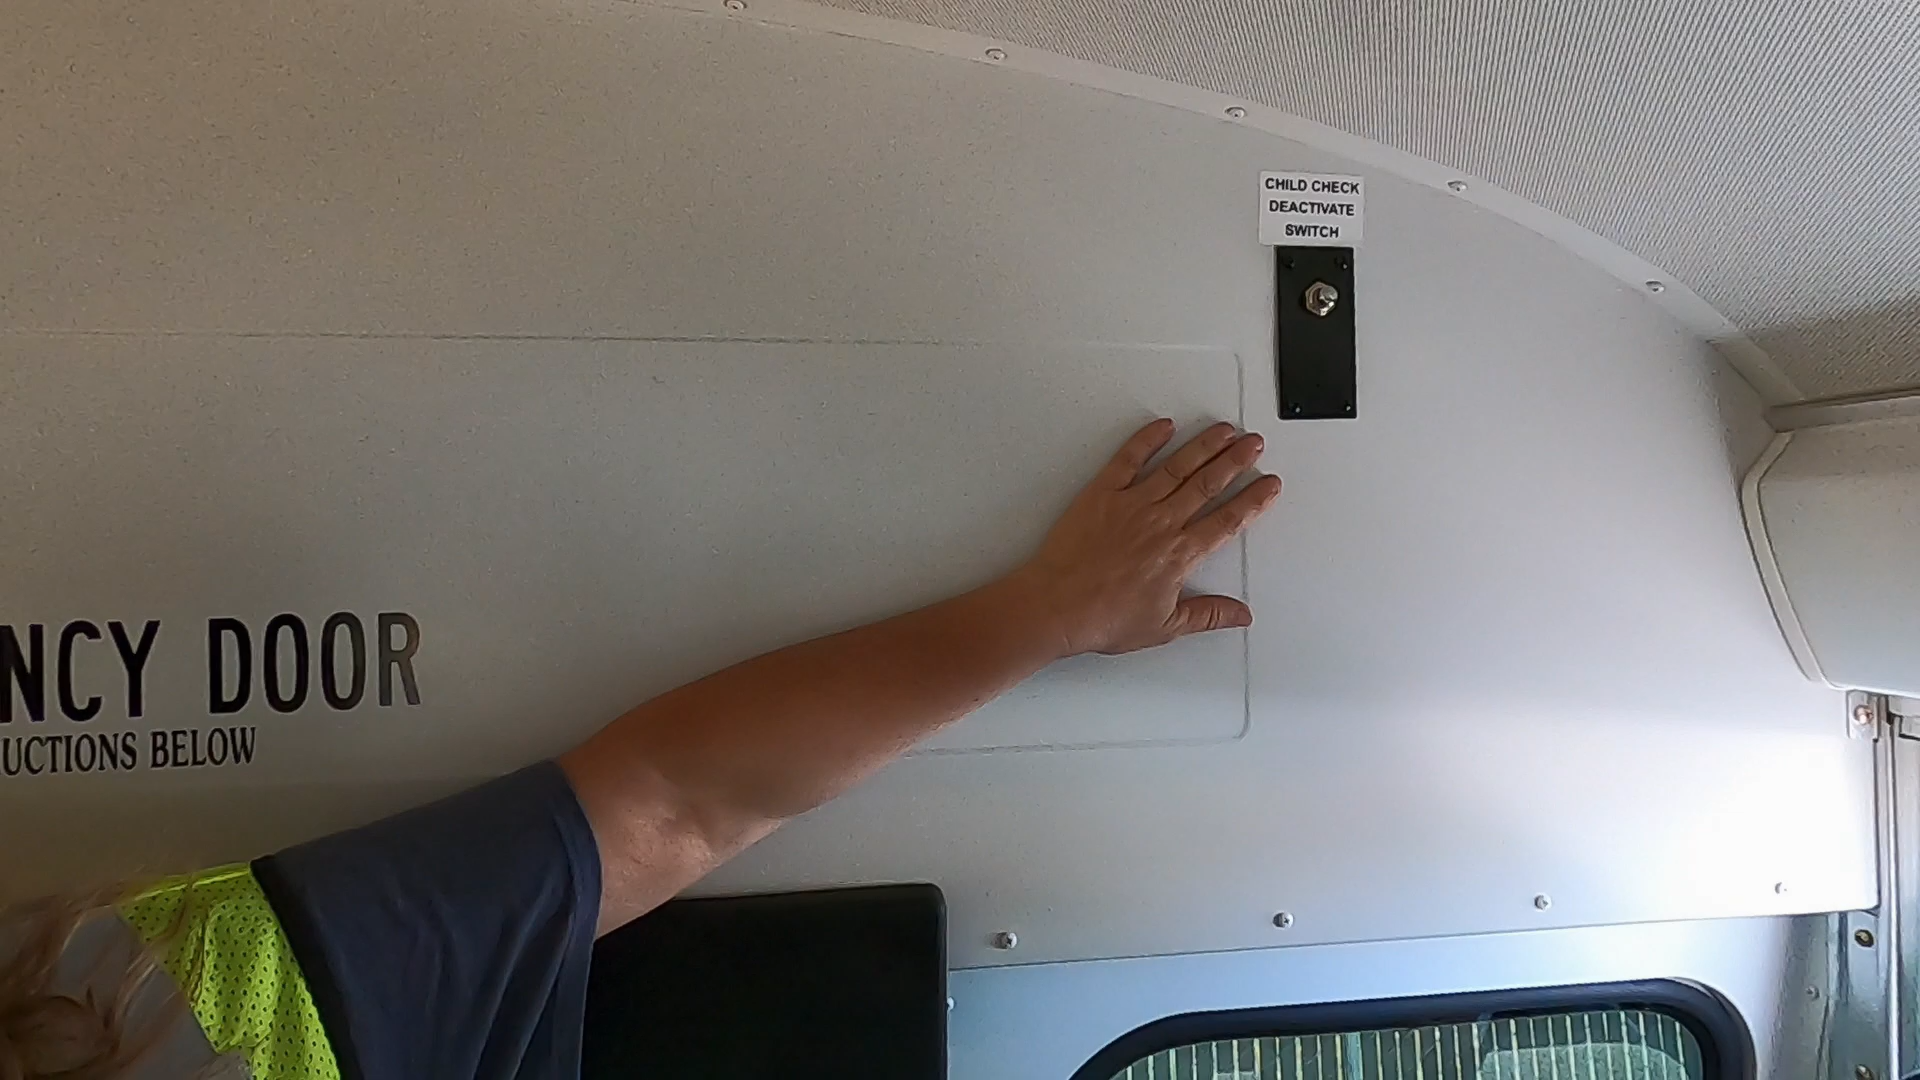 CHILD CHECK
DEACTIVATE
SWITCH
NCY DOOR
UCTIONS BELOW